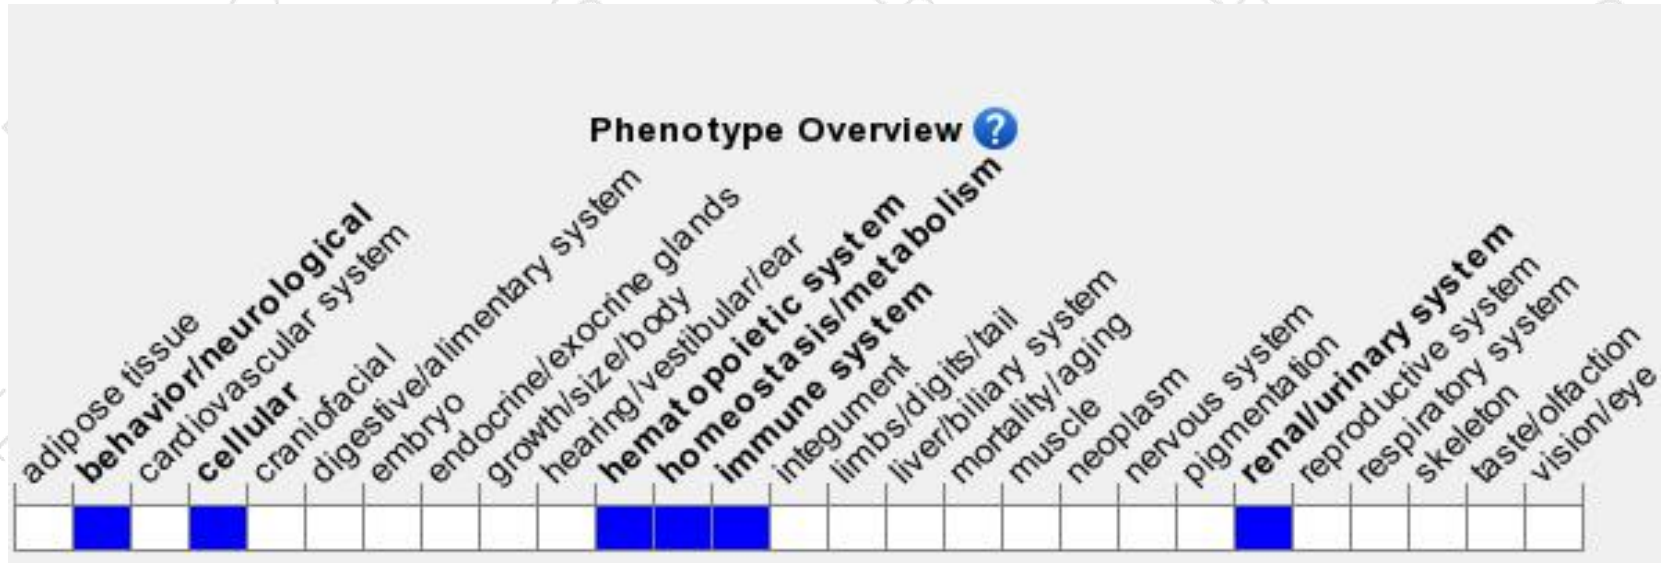 Phenotype Overview ?
adipose tissue
behavior/neurological
cardiovascular system
cellular
craniofacial
digestive/alimentary system
embryo
endocrine/exocrine glands
growth/size/body
hearing/vestibular/ear
hematopoietic system
homeostasis/metabolism
immune system
integument
limbs/digits/tail
liver/biliary system
mortality/aging
muscle
neoplasm
nervous system
pigmentation
renal/urinary system
reproductive system
respiratory system
skeleton
taste/olfaction
vision/eye